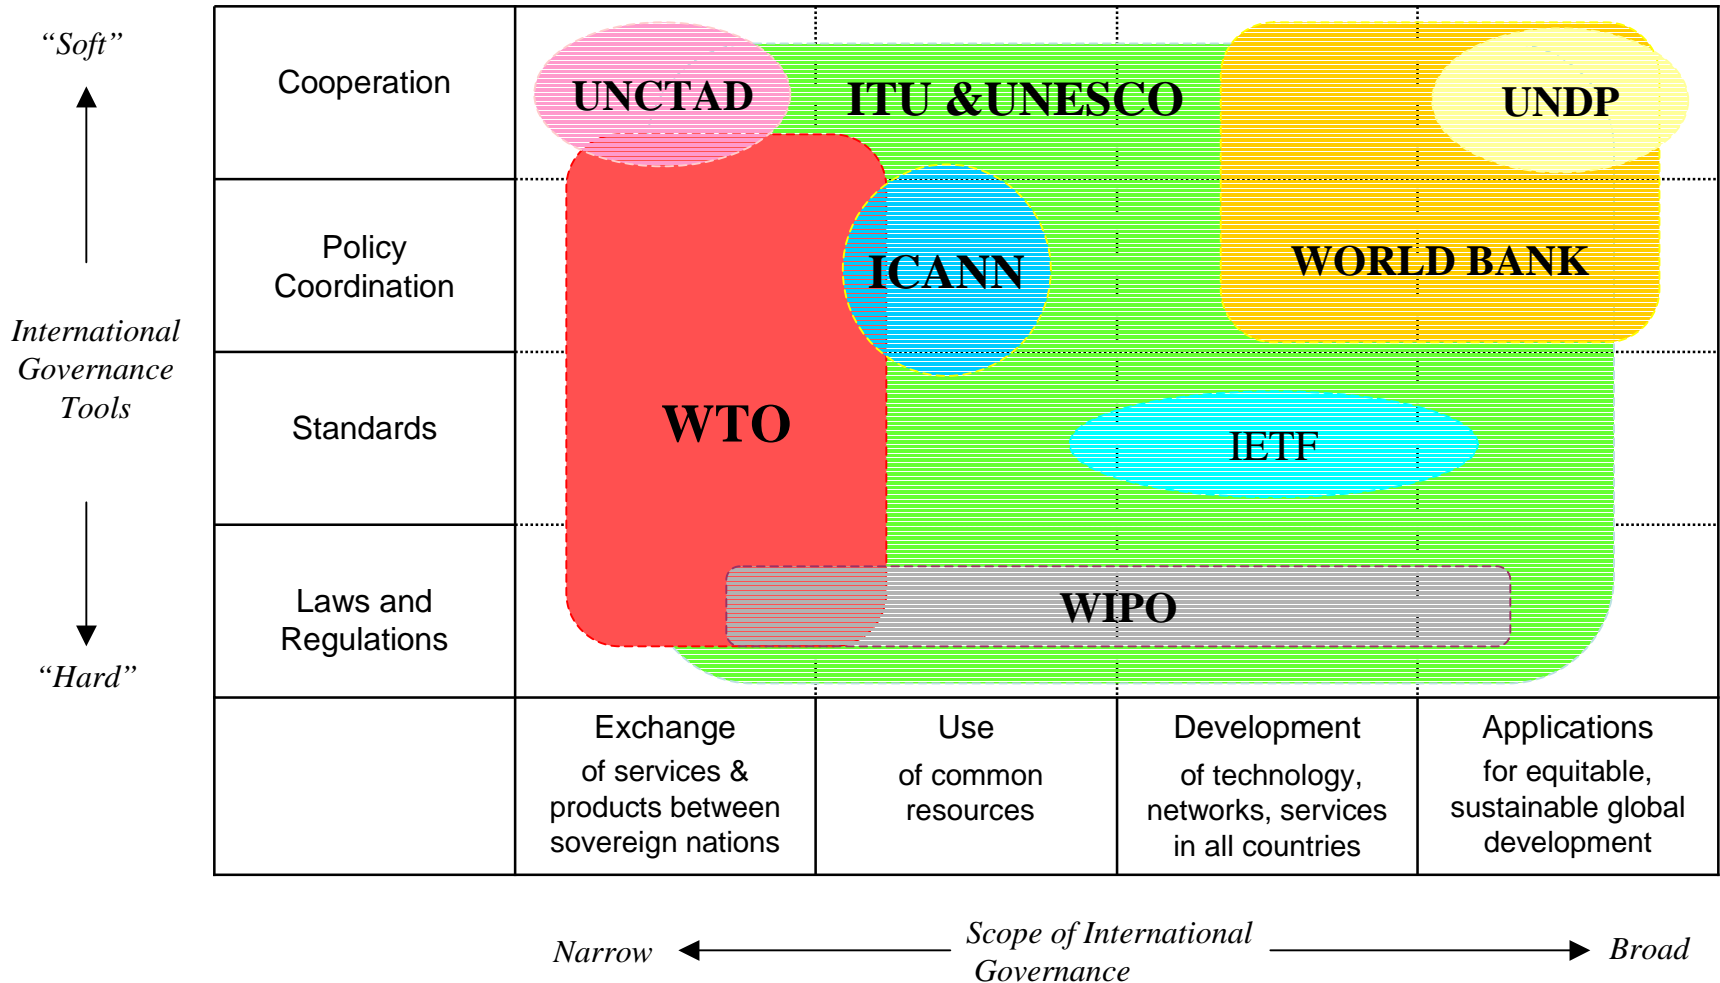 “Soft”
International
Governance
Tools
“Hard”
Cooperation
UNCTAD
ITU &UNESCO
UNDP
Policy
Coordination
ICANN
WORLD BANK
Standards
WTO
IETF
Laws and
Regulations
WIPO
Exchange
of services &
products between
sovereign nations
Use
of common
resources
Development
of technology,
networks, services
in all countries
Applications
for equitable,
sustainable global
development
Narrow
Scope of International
Governance
Broad